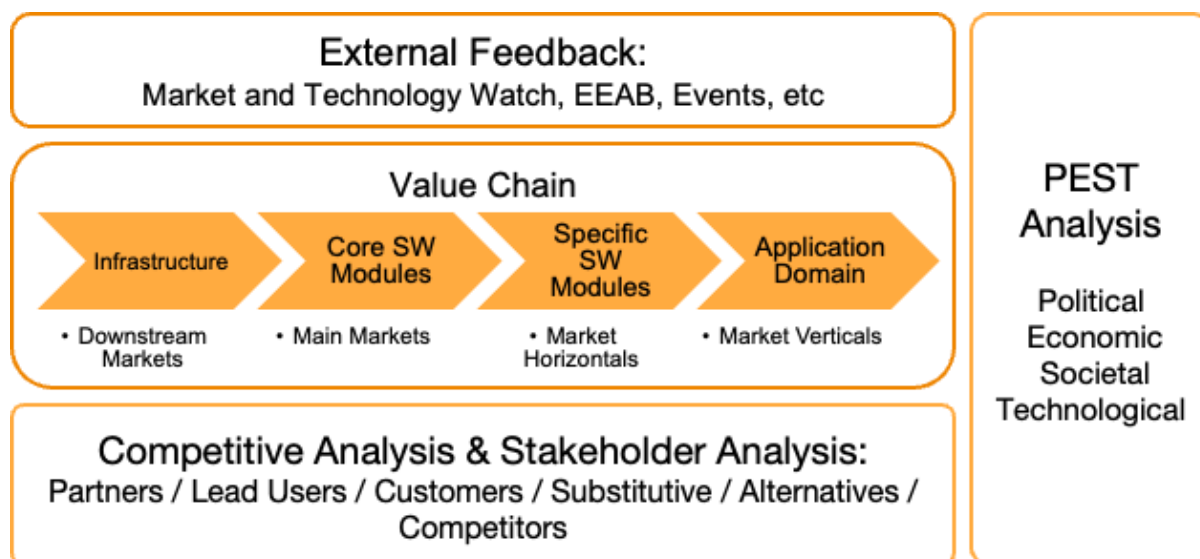 External Feedback:
Market and Technology Watch, EEAB, Events, etc
Value Chain
Infrastructure
Core SW
Modules
Specific
SW
Modules
Application
Domain
• Downstream
Markets
• Main Markets
• Market
Horizontals
• Market Verticals
Competitive Analysis & Stakeholder Analysis:
Partners / Lead Users / Customers / Substitutive / Alternatives /
Competitors
PEST
Analysis
Political
Economic
Societal
Technological